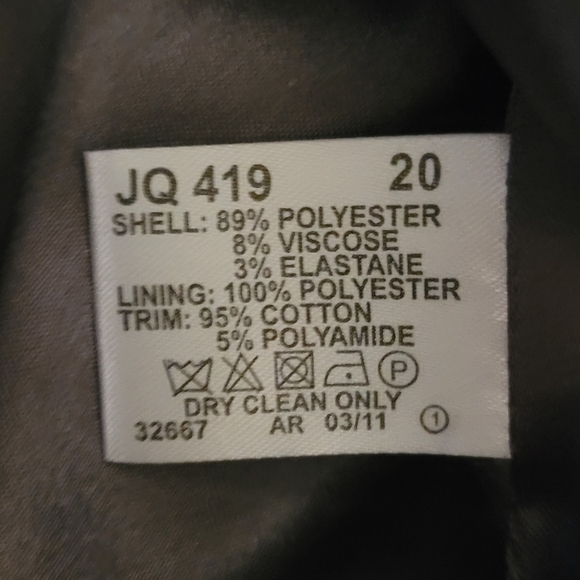 JQ 419 20
SHELL: 89% POLYESTER
8% VISCOSE
3% ELASTANE
LINING: 100% POLYESTER
TRIM: 95% COTTON
5% POLYAMIDE
P
DRY CLEAN ONLY
32667 AR 03/11 1